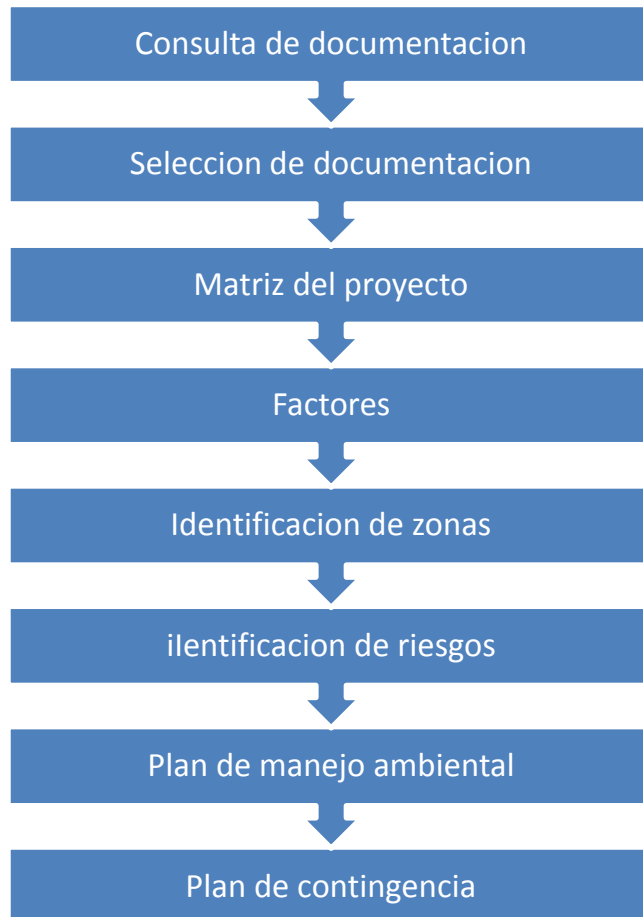 Consulta de documentacion
Seleccion de documentacion
Matriz del proyecto
Factores
Identificacion de zonas
iIentificacion de riesgos
Plan de manejo ambiental
Plan de contingencia